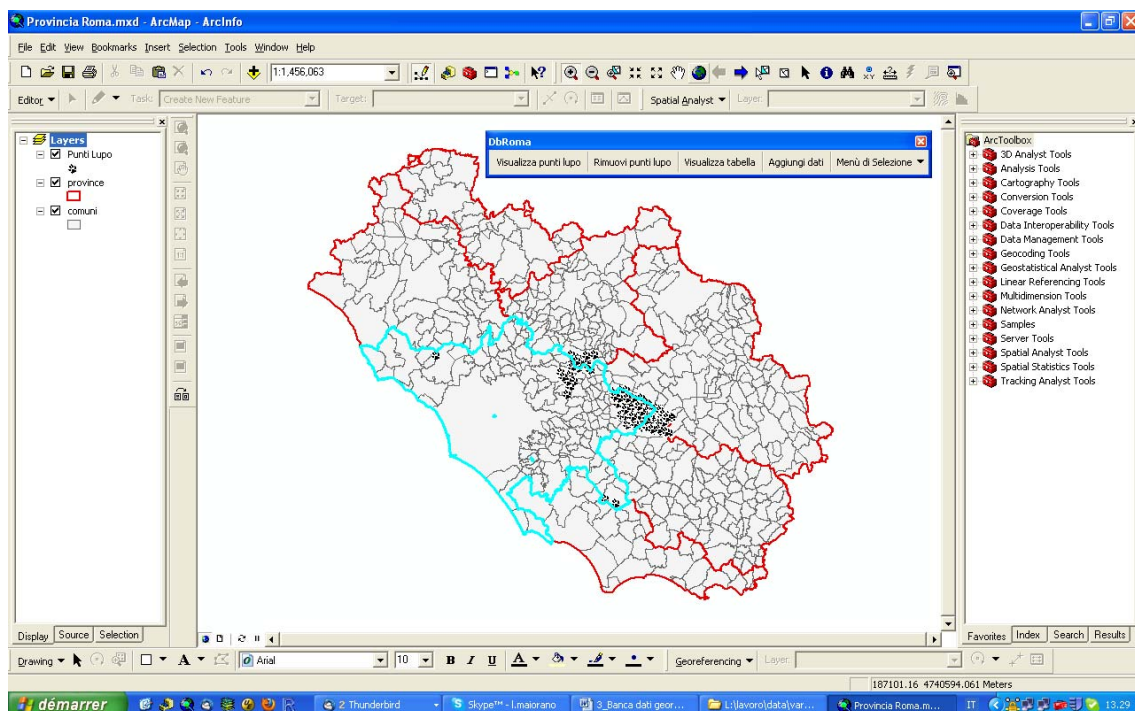 Provincia Roma.mxd - ArcMap - ArcInfo
File Edit View Bookmarks Insert Selection Tools Window Help
1:1,456,063
Editor Task: Create New Feature Target: Spatial Analyst Layer:
Layers
Punti Lupo
province
comuni
DbRoma
Visualizza punti lupo Rimuovi punti lupo Visualizza tabella Aggiungi dati Menù di Selezione
ArcToolbox
3D Analyst Tools
Analysis Tools
Cartography Tools
Conversion Tools
Coverage Tools
Data Interoperability Tools
Data Management Tools
Geocoding Tools
Geostatistical Analyst Tools
Linear Referencing Tools
Multidimension Tools
Network Analyst Tools
Samples
Server Tools
Spatial Analyst Tools
Spatial Statistics Tools
Tracking Analyst Tools
Display Source Selection
Favorites Index Search Results
Drawing A Arial 10 B I U A Georeferencing Layer:
187101.16 4740594.061 Meters
démarrer 2 Thunderbird Skype™ - l.maiorano 3_Banca dati geor... L:\lavoro\data\var... Provincia Roma.m... IT 13.29